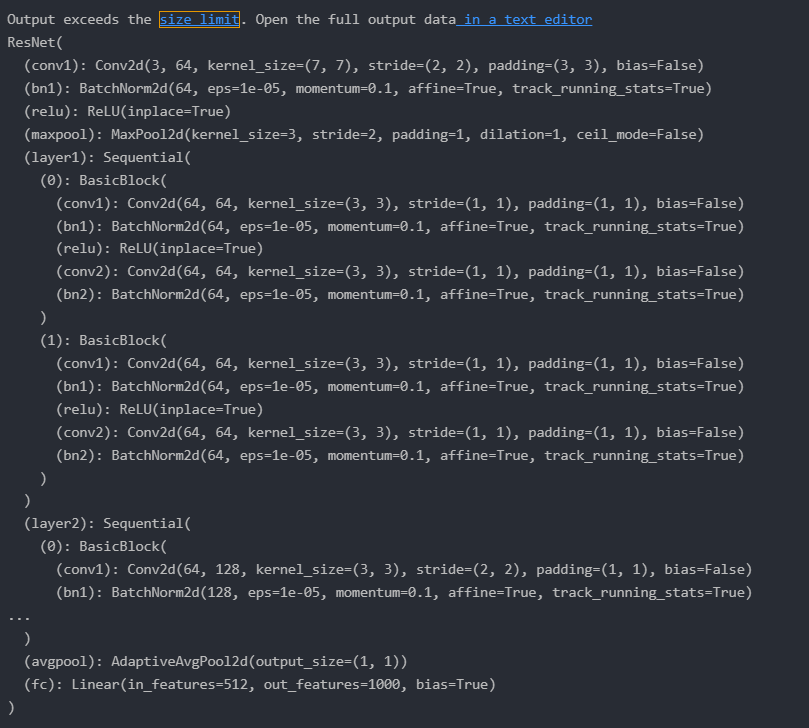 Output exceeds the size limit. Open the full output data in a text editor
ResNet(
  (conv1): Conv2d(3, 64, kernel_size=(7, 7), stride=(2, 2), padding=(3, 3), bias=False)
  (bn1): BatchNorm2d(64, eps=1e-05, momentum=0.1, affine=True, track_running_stats=True)
  (relu): ReLU(inplace=True)
  (maxpool): MaxPool2d(kernel_size=3, stride=2, padding=1, dilation=1, ceil_mode=False)
  (layer1): Sequential(
    (0): BasicBlock(
      (conv1): Conv2d(64, 64, kernel_size=(3, 3), stride=(1, 1), padding=(1, 1), bias=False)
      (bn1): BatchNorm2d(64, eps=1e-05, momentum=0.1, affine=True, track_running_stats=True)
      (relu): ReLU(inplace=True)
      (conv2): Conv2d(64, 64, kernel_size=(3, 3), stride=(1, 1), padding=(1, 1), bias=False)
      (bn2): BatchNorm2d(64, eps=1e-05, momentum=0.1, affine=True, track_running_stats=True)
    )
    (1): BasicBlock(
      (conv1): Conv2d(64, 64, kernel_size=(3, 3), stride=(1, 1), padding=(1, 1), bias=False)
      (bn1): BatchNorm2d(64, eps=1e-05, momentum=0.1, affine=True, track_running_stats=True)
      (relu): ReLU(inplace=True)
      (conv2): Conv2d(64, 64, kernel_size=(3, 3), stride=(1, 1), padding=(1, 1), bias=False)
      (bn2): BatchNorm2d(64, eps=1e-05, momentum=0.1, affine=True, track_running_stats=True)
    )
  )
  (layer2): Sequential(
    (0): BasicBlock(
      (conv1): Conv2d(64, 128, kernel_size=(3, 3), stride=(2, 2), padding=(1, 1), bias=False)
      (bn1): BatchNorm2d(128, eps=1e-05, momentum=0.1, affine=True, track_running_stats=True)
...
  )
  (avgpool): AdaptiveAvgPool2d(output_size=(1, 1))
  (fc): Linear(in_features=512, out_features=1000, bias=True)
)